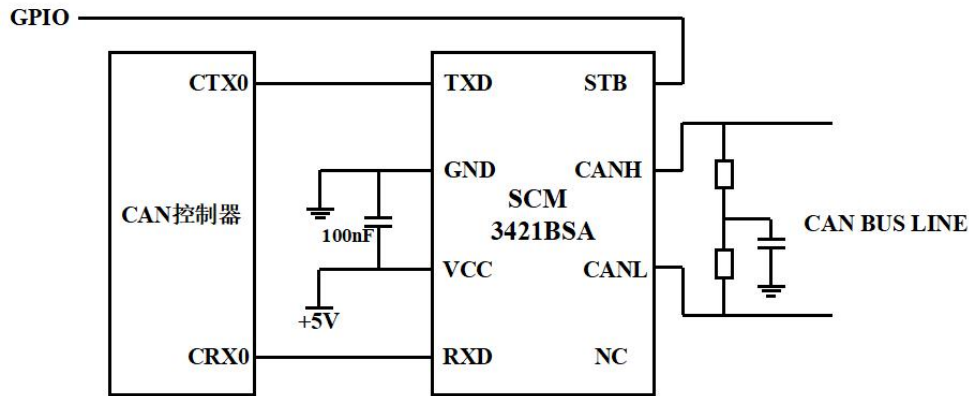 GPIO
CTX0
TXD
STB
GND
CANH
SCM
3421BSA
CAN控制器
100nF
CAN BUS LINE
VCC
CANL
+5V
CRX0
RXD
NC